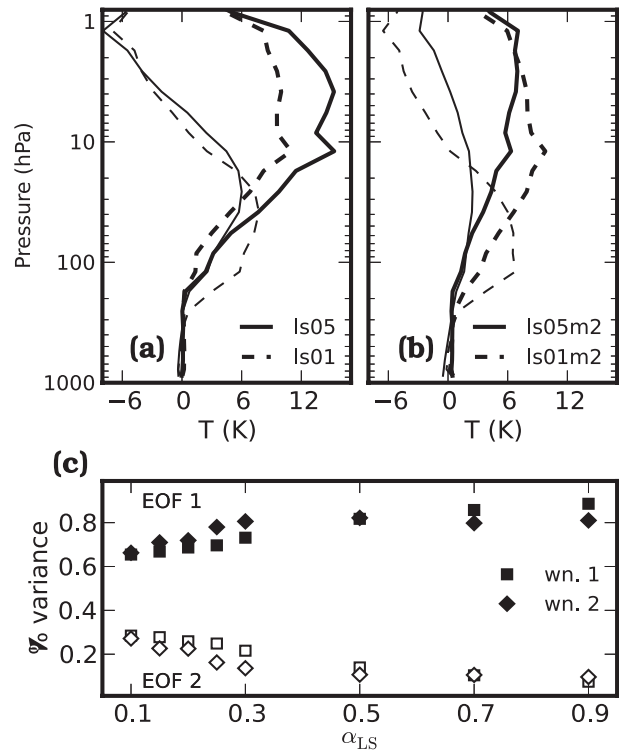 1
10
100
1000
Pressure (hPa)
(a)
ls05
ls01
−6 0 6 12
T (K)
(b)
ls05m2
ls01m2
−6 0 6 12
T (K)
(c)
EOF 1
0.8
0.6
0.4
0.2
% variance
wn. 1
wn. 2
EOF 2
0.1 0.3 0.5 0.7 0.9
α_LS